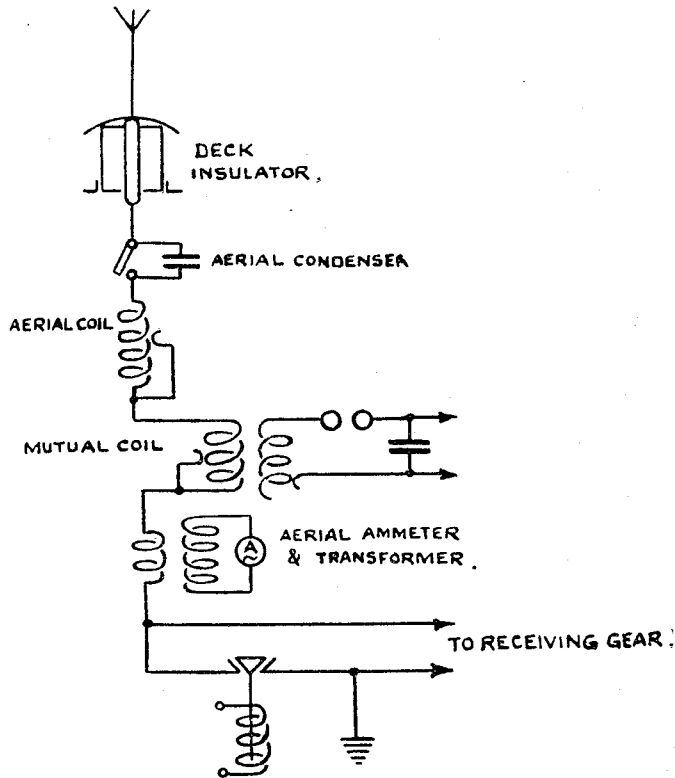 DECK
INSULATOR,
AERIAL CONDENSER
AERIAL COIL
MUTUAL COIL
A
AERIAL AMMETER
& TRANSFORMER.
TO RECEIVING GEAR.